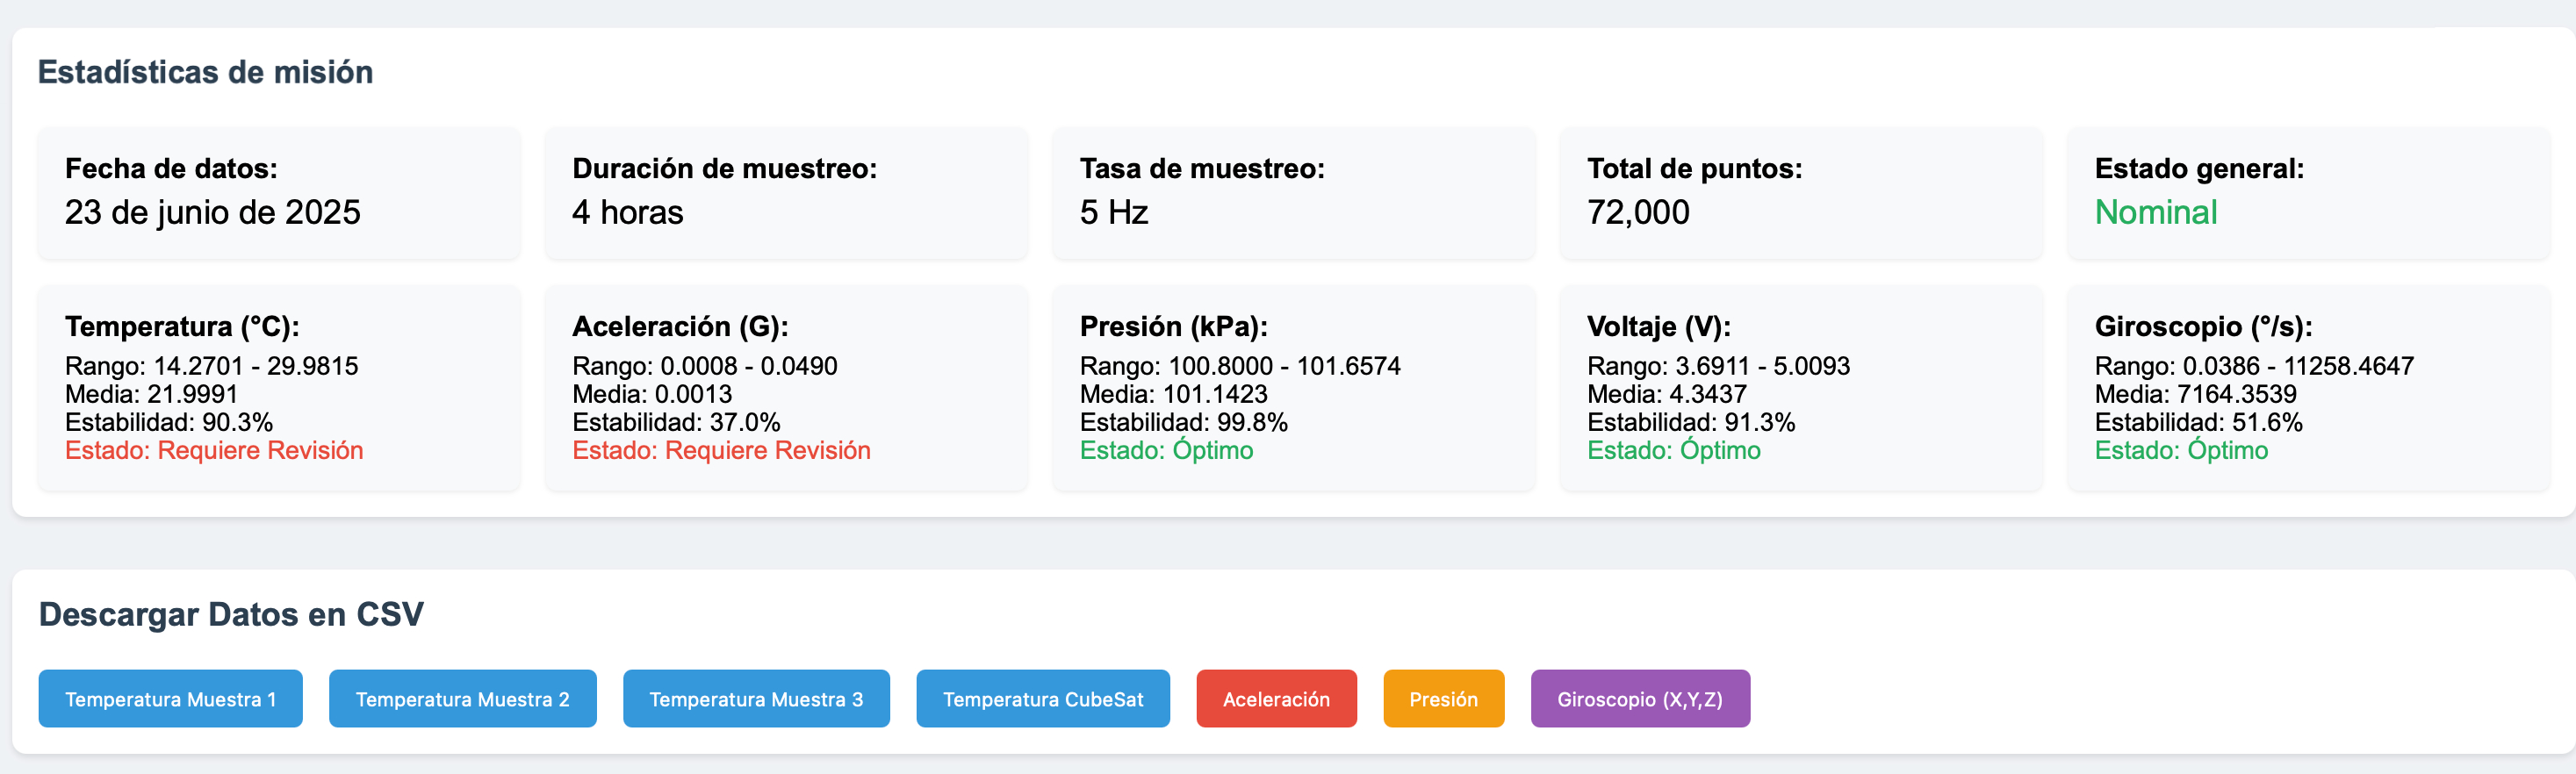 Estadísticas de misión
Fecha de datos:
23 de junio de 2025
Duración de muestreo:
4 horas
Tasa de muestreo:
5 Hz
Total de puntos:
72,000
Estado general:
Nominal
Temperatura (°C):
Rango: 14.2701 - 29.9815
Media: 21.9991
Estabilidad: 90.3%
Estado: Requiere Revisión
Aceleración (G):
Rango: 0.0008 - 0.0490
Media: 0.0013
Estabilidad: 37.0%
Estado: Requiere Revisión
Presión (kPa):
Rango: 100.8000 - 101.6574
Media: 101.1423
Estabilidad: 99.8%
Estado: Óptimo
Voltaje (V):
Rango: 3.6911 - 5.0093
Media: 4.3437
Estabilidad: 91.3%
Estado: Óptimo
Giroscopio (°/s):
Rango: 0.0386 - 11258.4647
Media: 7164.3539
Estabilidad: 51.6%
Estado: Óptimo
Descargar Datos en CSV
Temperatura Muestra 1
Temperatura Muestra 2
Temperatura Muestra 3
Temperatura CubeSat
Aceleración
Presión
Giroscopio (X,Y,Z)